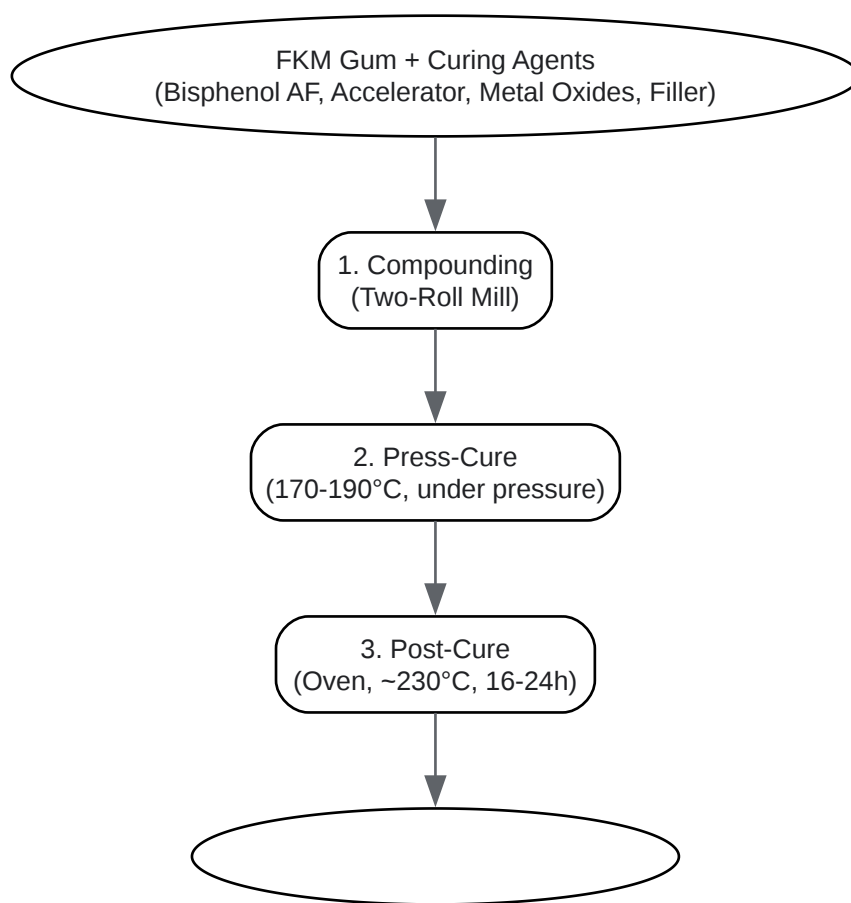 FKM Gum + Curing Agents
(Bisphenol AF, Accelerator, Metal Oxides, Filler)
1. Compounding
(Two-Roll Mill)
2. Press-Cure
(170-190°C, under pressure)
3. Post-Cure
(Oven, ~230°C, 16-24h)